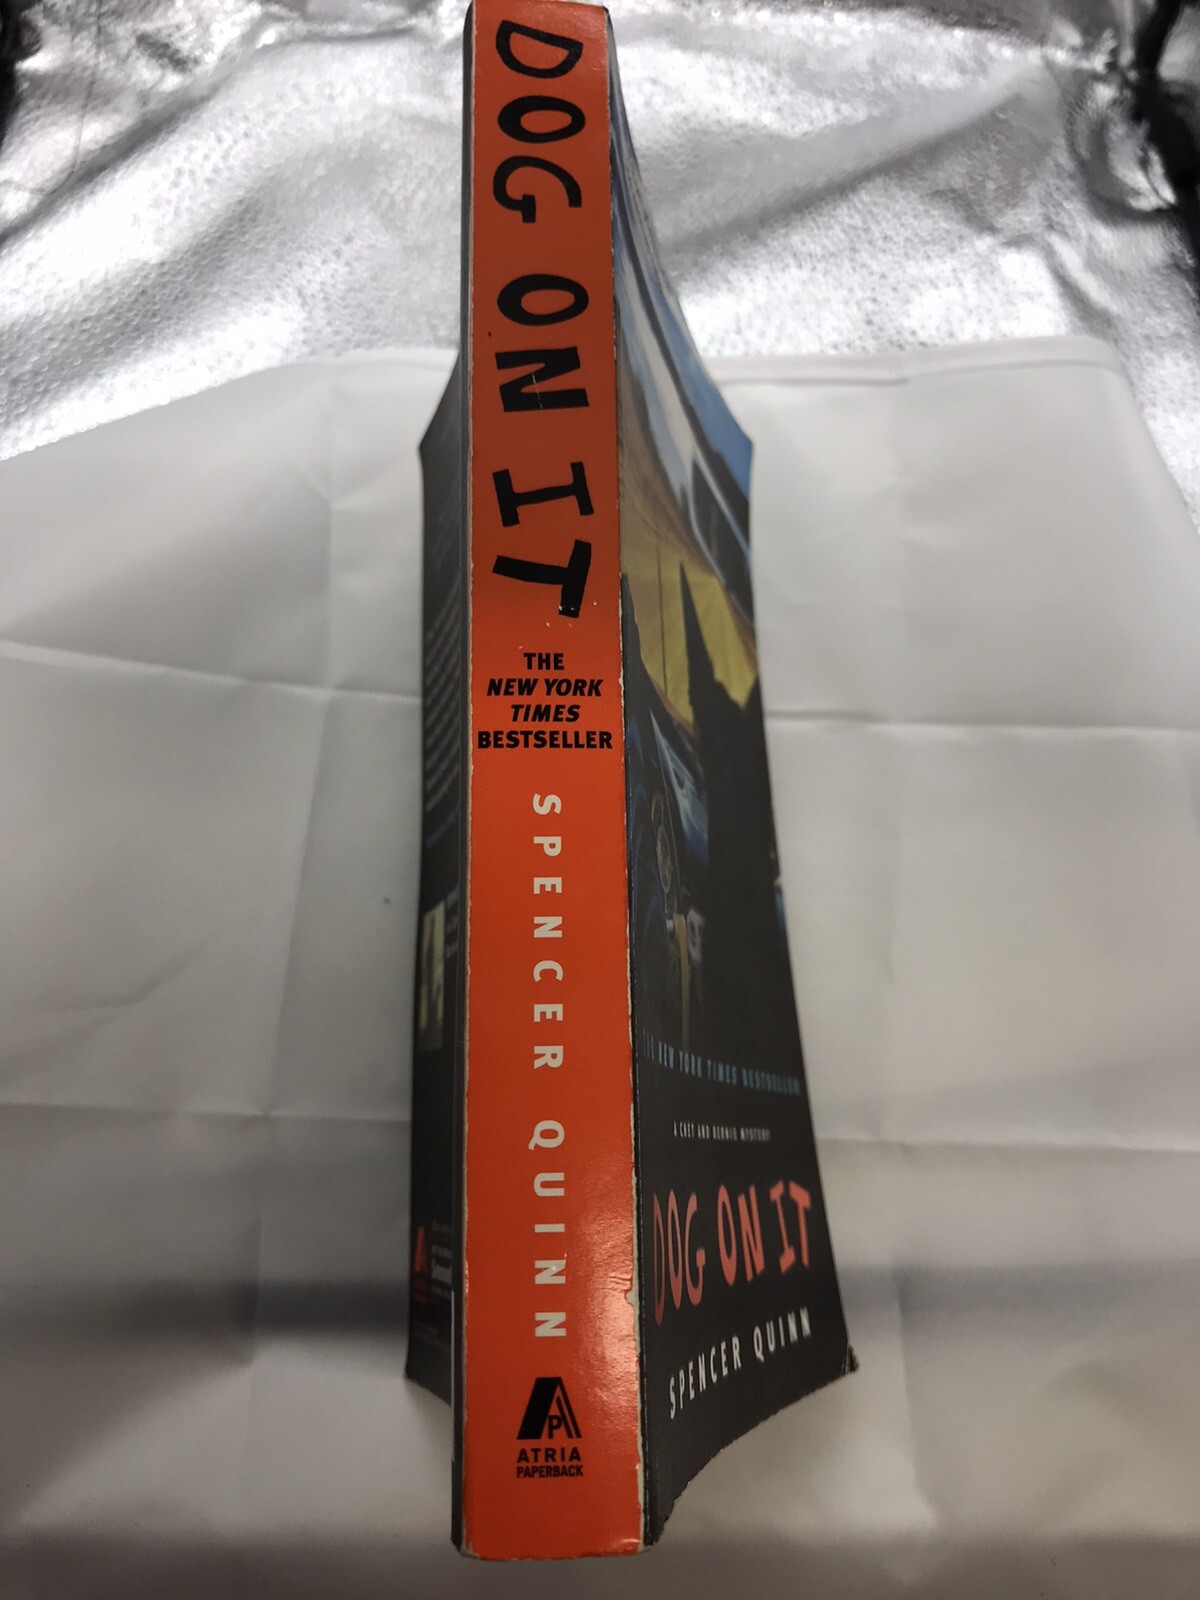 DOG ON IT
THE
NEW YORK
TIMES
BESTSELLER
SPENCER QUINN
AP
ATRIA
PAPERBACK
NEW YORK TIMES BESTSELLER
A CHET AND BERNIE MYSTERY
DOG ON IT
SPENCER QUINN